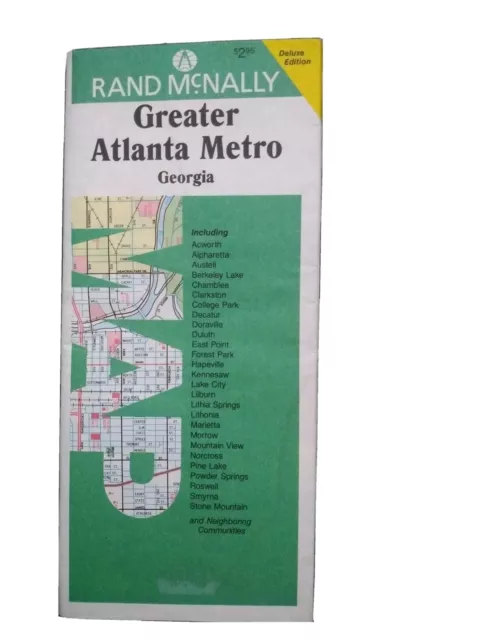 $2.95
Deluxe
Edition
RAND McNALLY
Greater
Atlanta Metro
Georgia
MAP
Including
Acworth
Alpharetta
Austell
Berkeley Lake
Chamblee
Clarkston
College Park
Decatur
Doraville
Duluth
East Point
Forest Park
Hapeville
Kennesaw
Lake City
Lilburn
Lithia Springs
Lithonia
Marietta
Morrow
Mountain View
Norcross
Pine Lake
Powder Springs
Roswell
Smyrna
Stone Mountain
and Neighboring
Communities